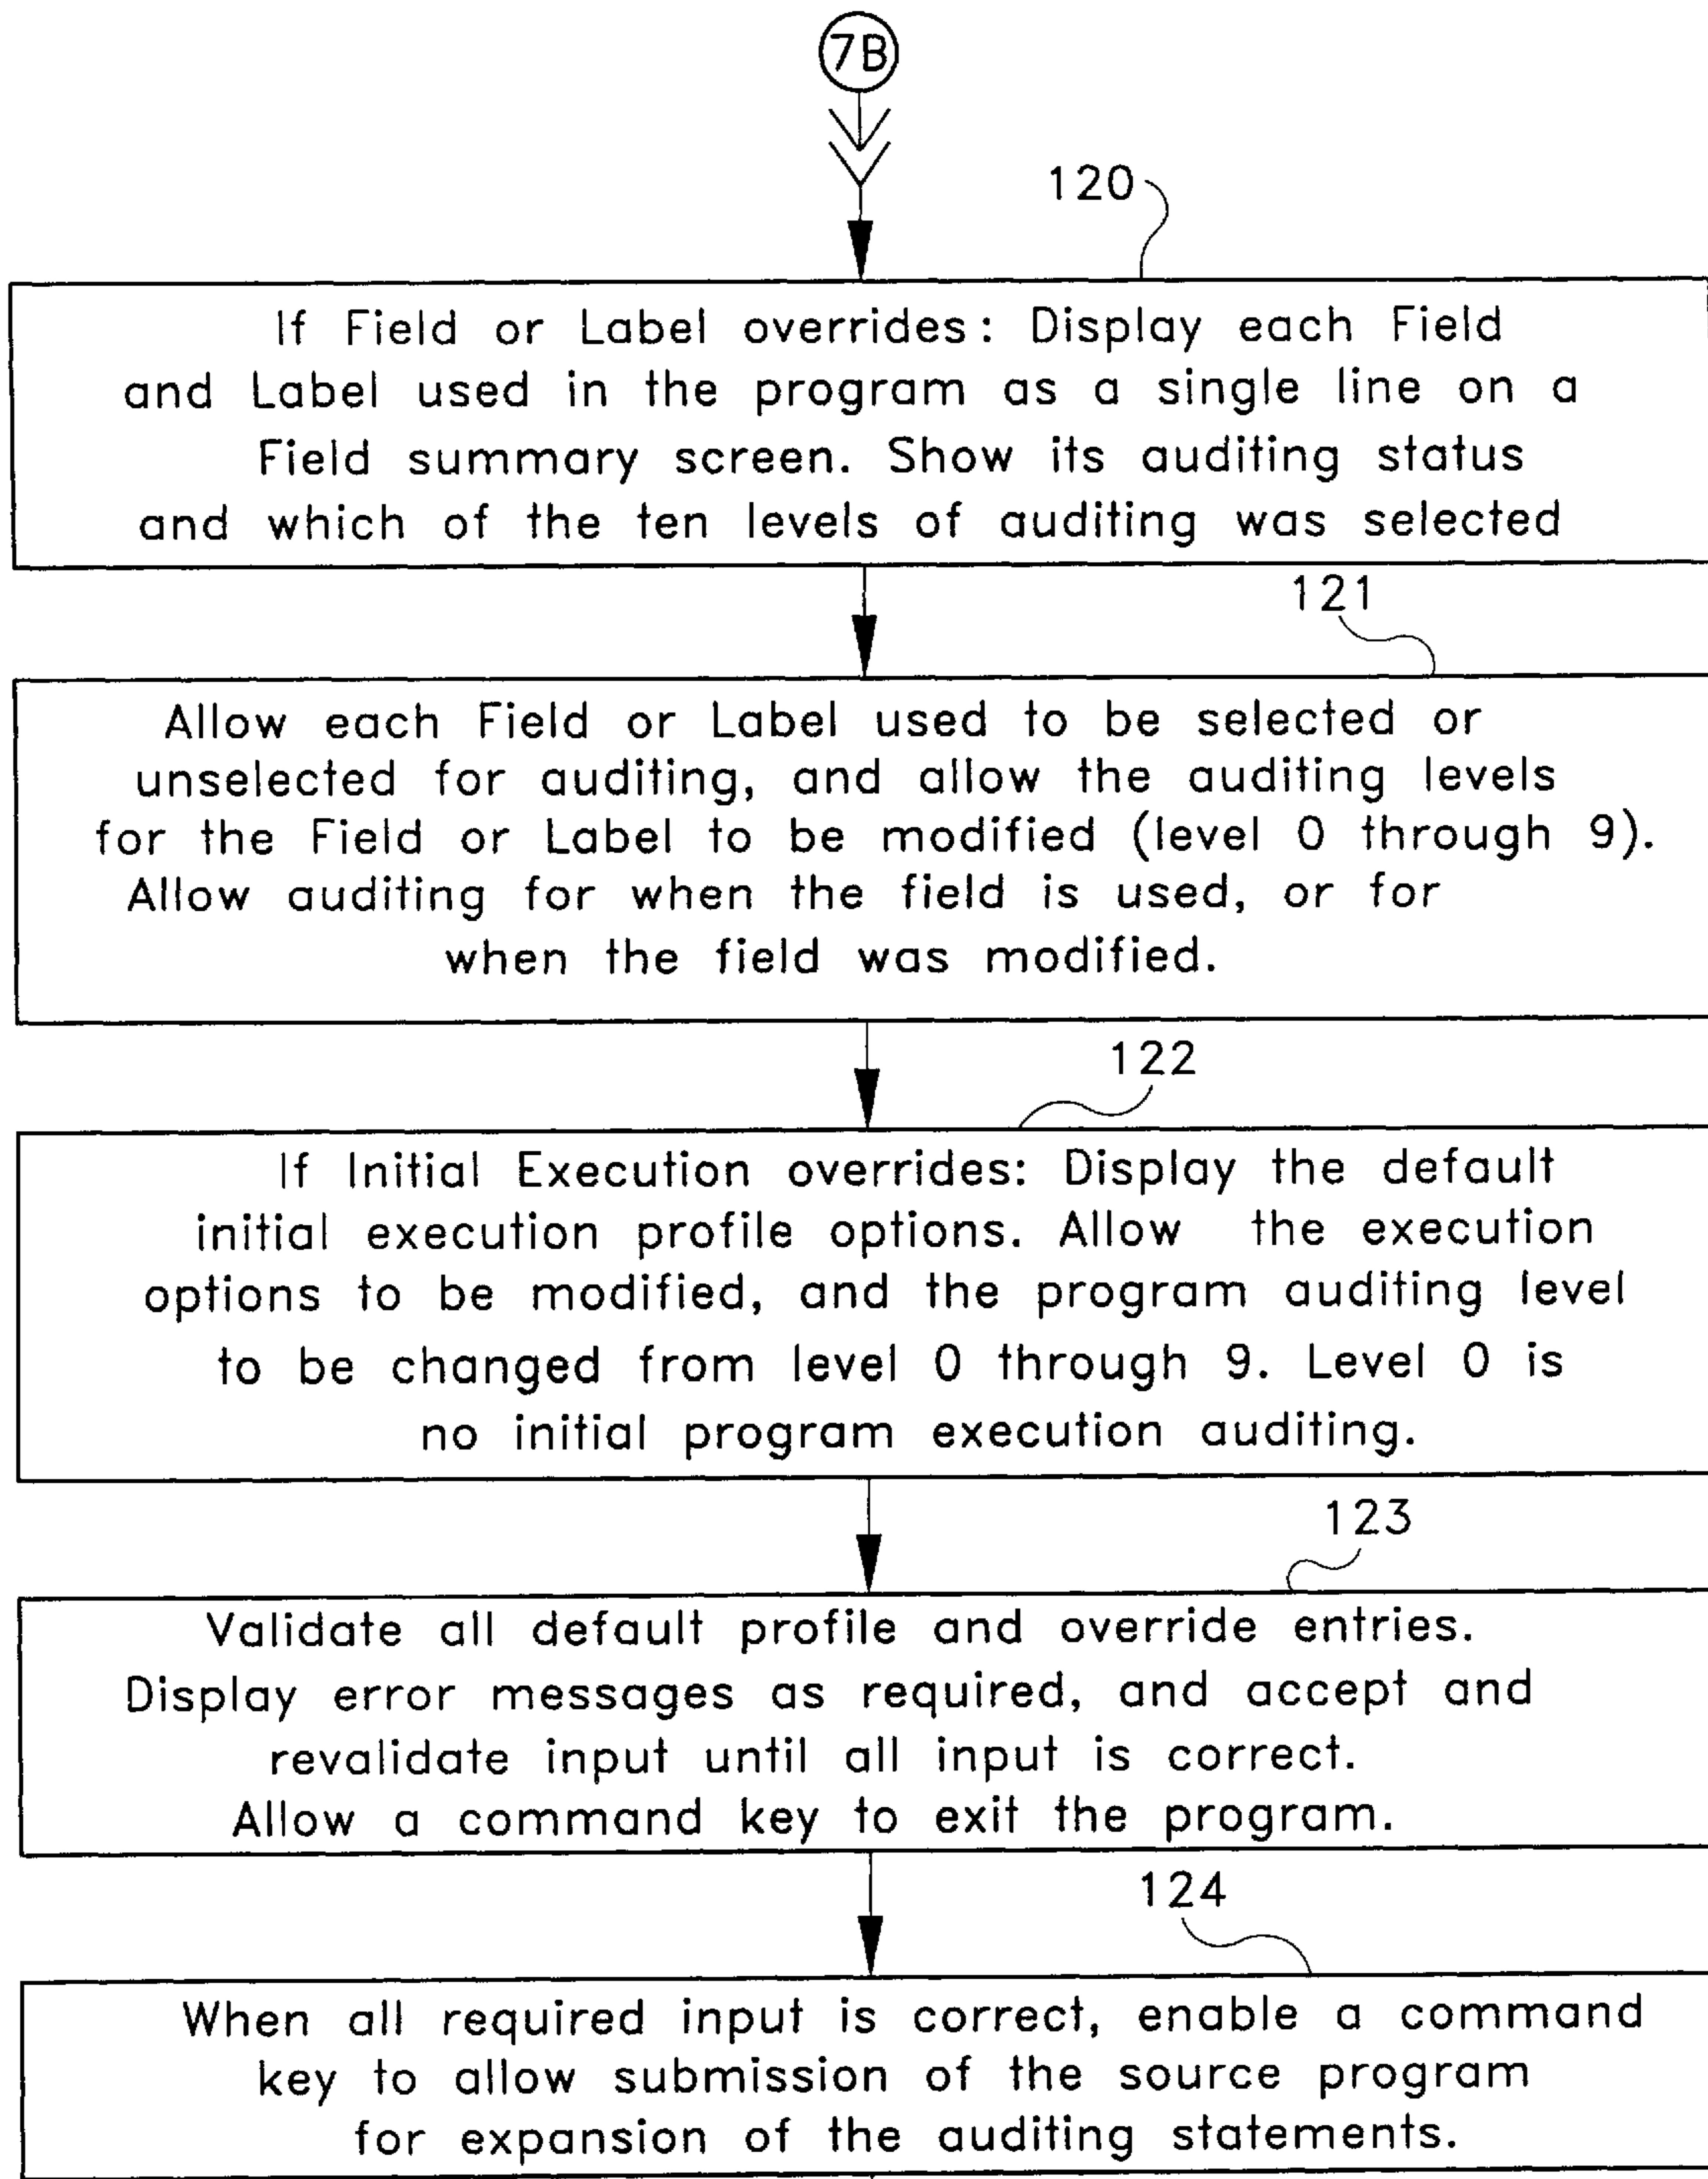 7B
120
If Field or Label overrides: Display each Field
and Label used in the program as a single line on a
Field summary screen. Show its auditing status
and which of the ten levels of auditing was selected
121
Allow each Field or Label used to be selected or
unselected for auditing, and allow the auditing levels
for the Field or Label to be modified (level 0 through 9).
Allow auditing for when the field is used, or for
when the field was modified.
122
If Initial Execution overrides: Display the default
initial execution profile options. Allow the execution
options to be modified, and the program auditing level
to be changed from level 0 through 9. Level 0 is
no initial program execution auditing.
123
Validate all default profile and override entries.
Display error messages as required, and accept and
revalidate input until all input is correct.
Allow a command key to exit the program.
124
When all required input is correct, enable a command
key to allow submission of the source program
for expansion of the auditing statements.